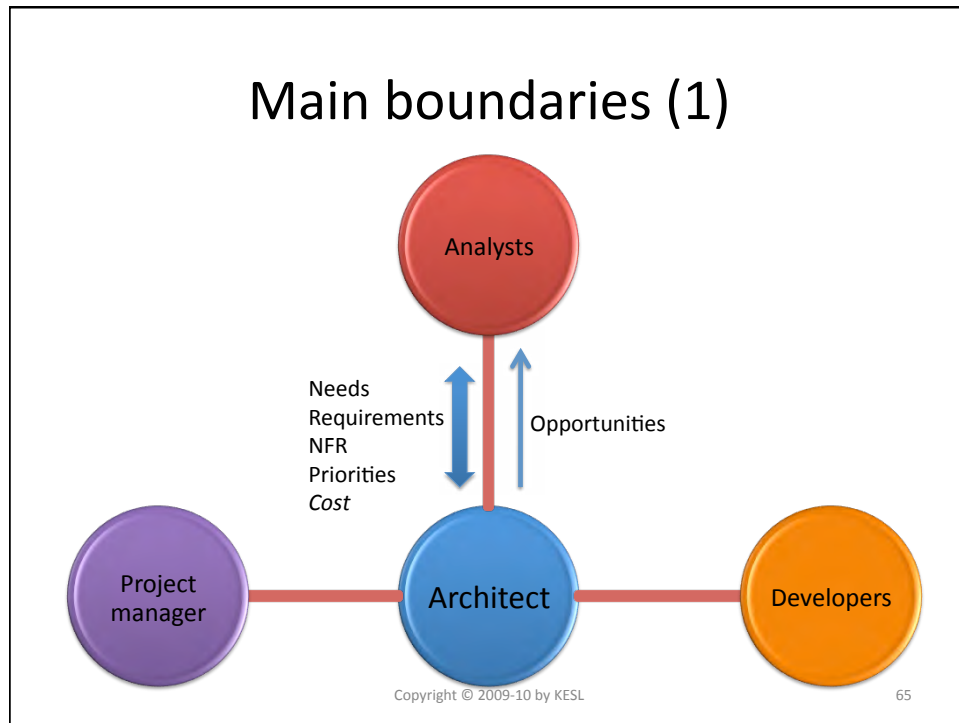 Main boundaries (1)
Analysts
Needs
Requirements
NFR
Priorities
Cost
Opportunities
Project
manager
Architect
Developers
Copyright © 2009-10 by KESL
65